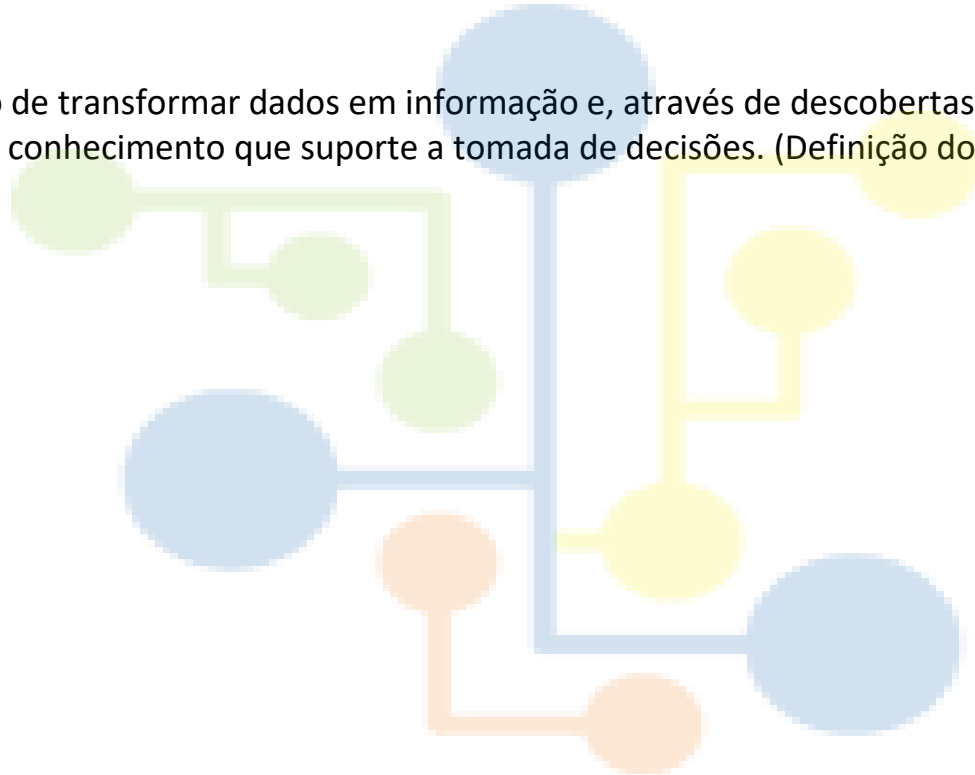 de transformar dados em informação e, através de descobertas
conhecimento que suporte a tomada de decisões. (Definição do